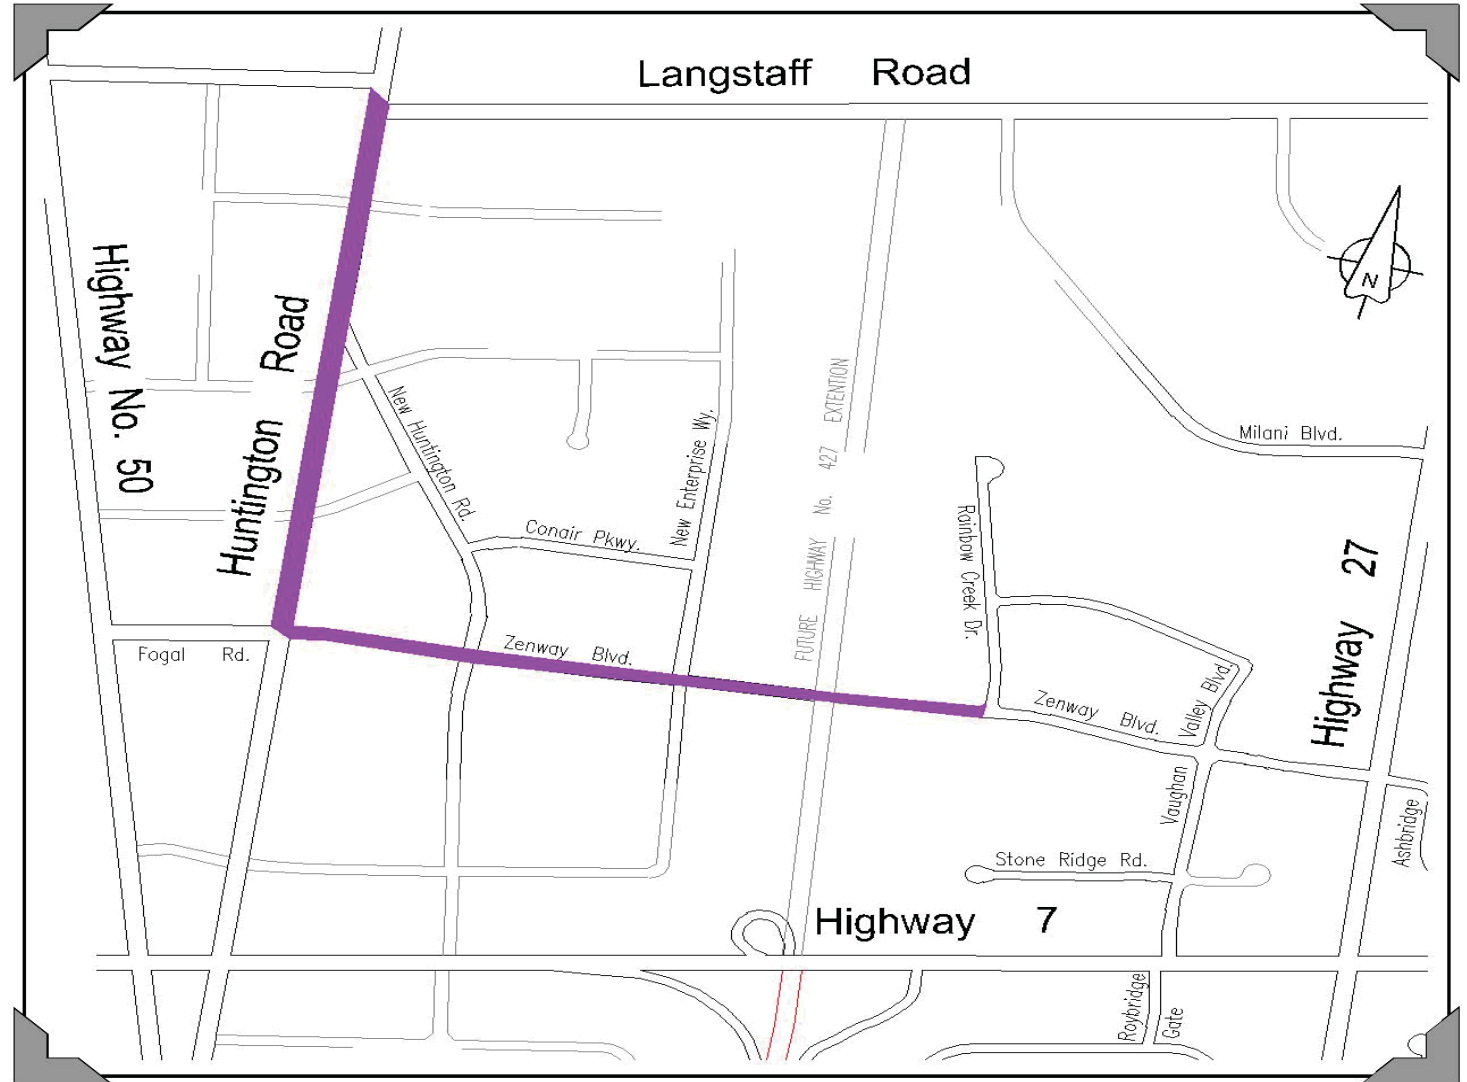 Langstaff Road
Highway No. 50
Huntington Road
N
New Huntington Rd.
New Enterprise Wy.
Conair Pkwy.
FUTURE HIGHWAY No. 427 EXTENTION
Milani Blvd.
Rainbow Creek Dr.
Highway 27
Fogal Rd.
Zenway Blvd.
Zenway Blvd.
Vaughan Valley Blvd.
Ashbridge
Stone Ridge Rd.
Highway 7
Roybridge
Gate